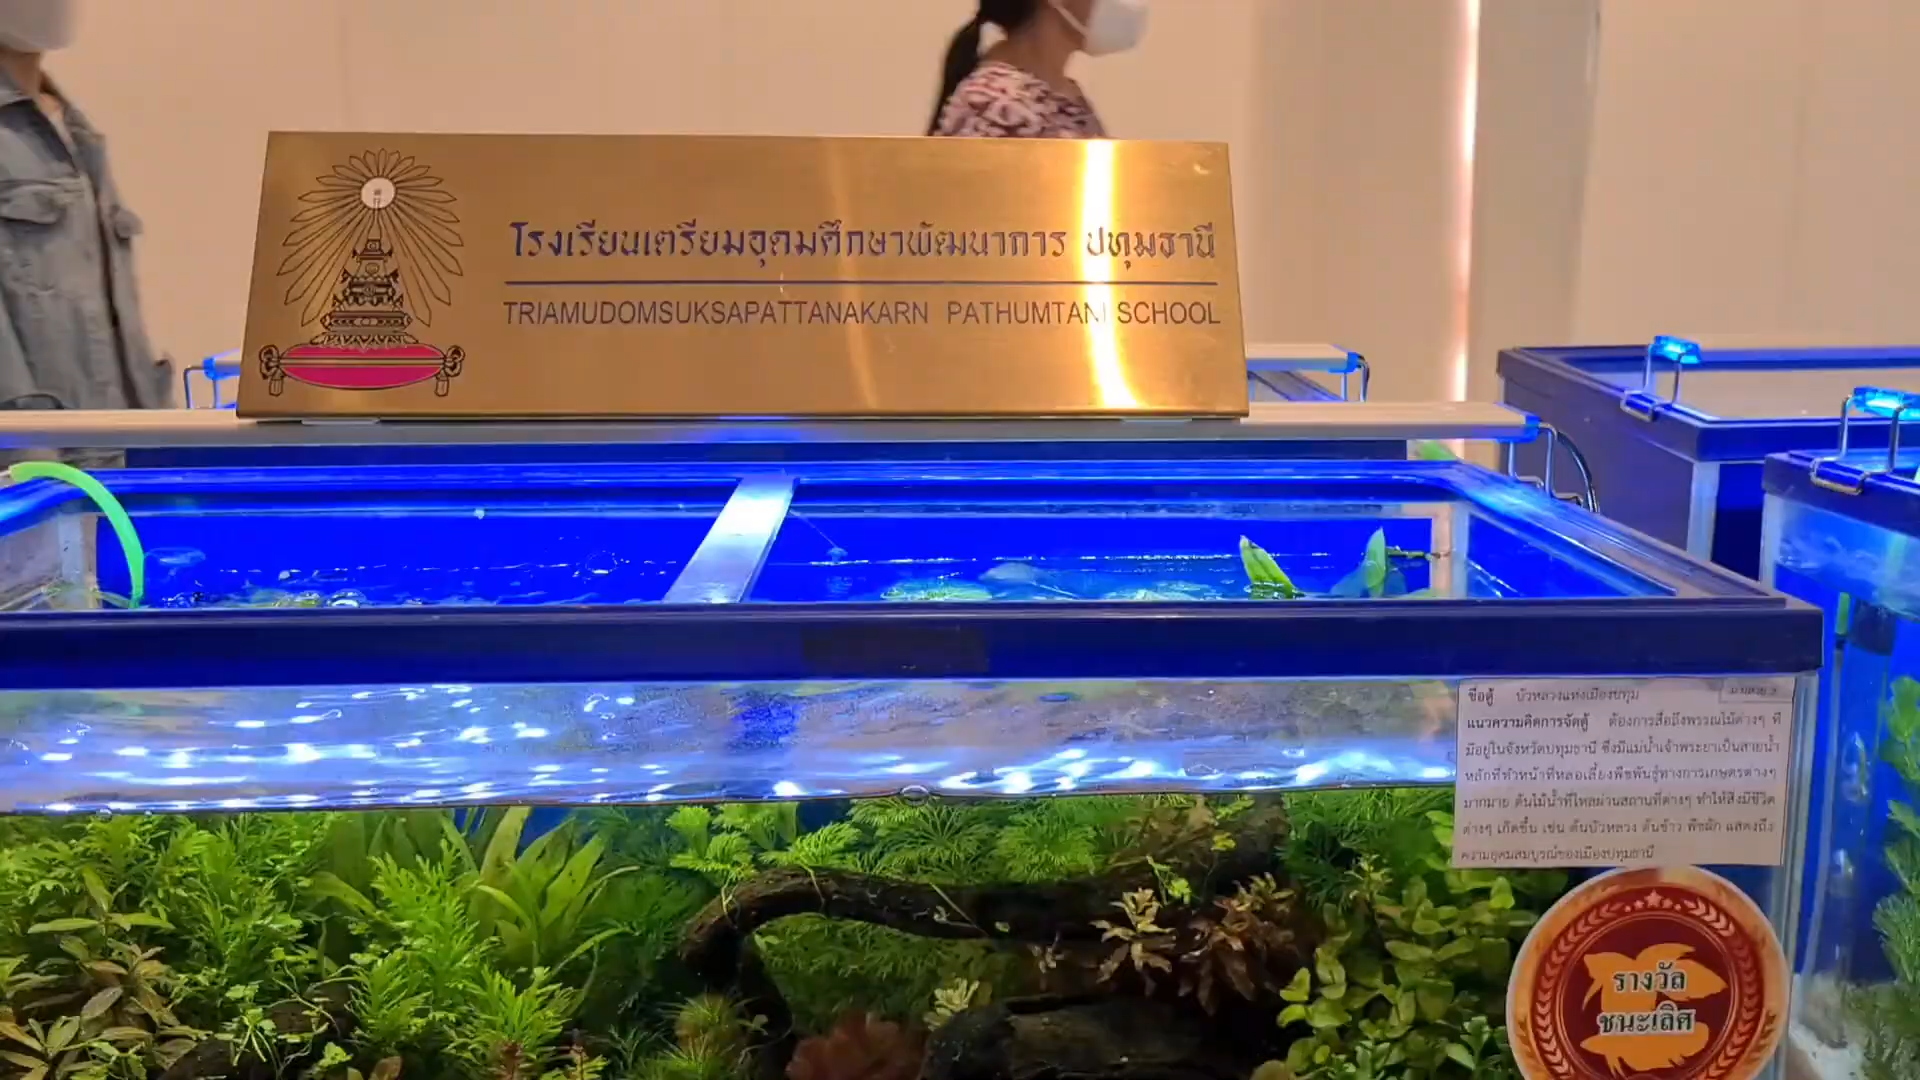 โรงเรียนเตรียมอุดมศึกษาพัฒนาการ ปทุมธานี
TRIAMUDOMSUKSAPATTANAKARN PATHUMTANI SCHOOL
ชื่อตู้ บัวหลวงแห่งเมืองปทุม
แนวความคิดการจัดตู้ ต้องการสื่อถึงพรรณไม้ต่างๆ ที่
มีอยู่ในจังหวัดปทุมธานี ซึ่งมีแม่น้ำเจ้าพระยาเป็นสายน้ำ
หลักที่ทำหน้าที่หล่อเลี้ยงพืชพันธุ์ทางการเกษตรต่างๆ
มากมาย ต้นไม้น้ำที่ไหลผ่านสถานที่ต่างๆ ทำให้สิ่งมีชีวิต
ต่างๆ เกิดขึ้น เช่น ต้นบัวหลวง ต้นข้าว พืชผัก แสดงถึง
ความอุดมสมบูรณ์ของเมืองปทุมธานี
รางวัล
ชนะเลิศ